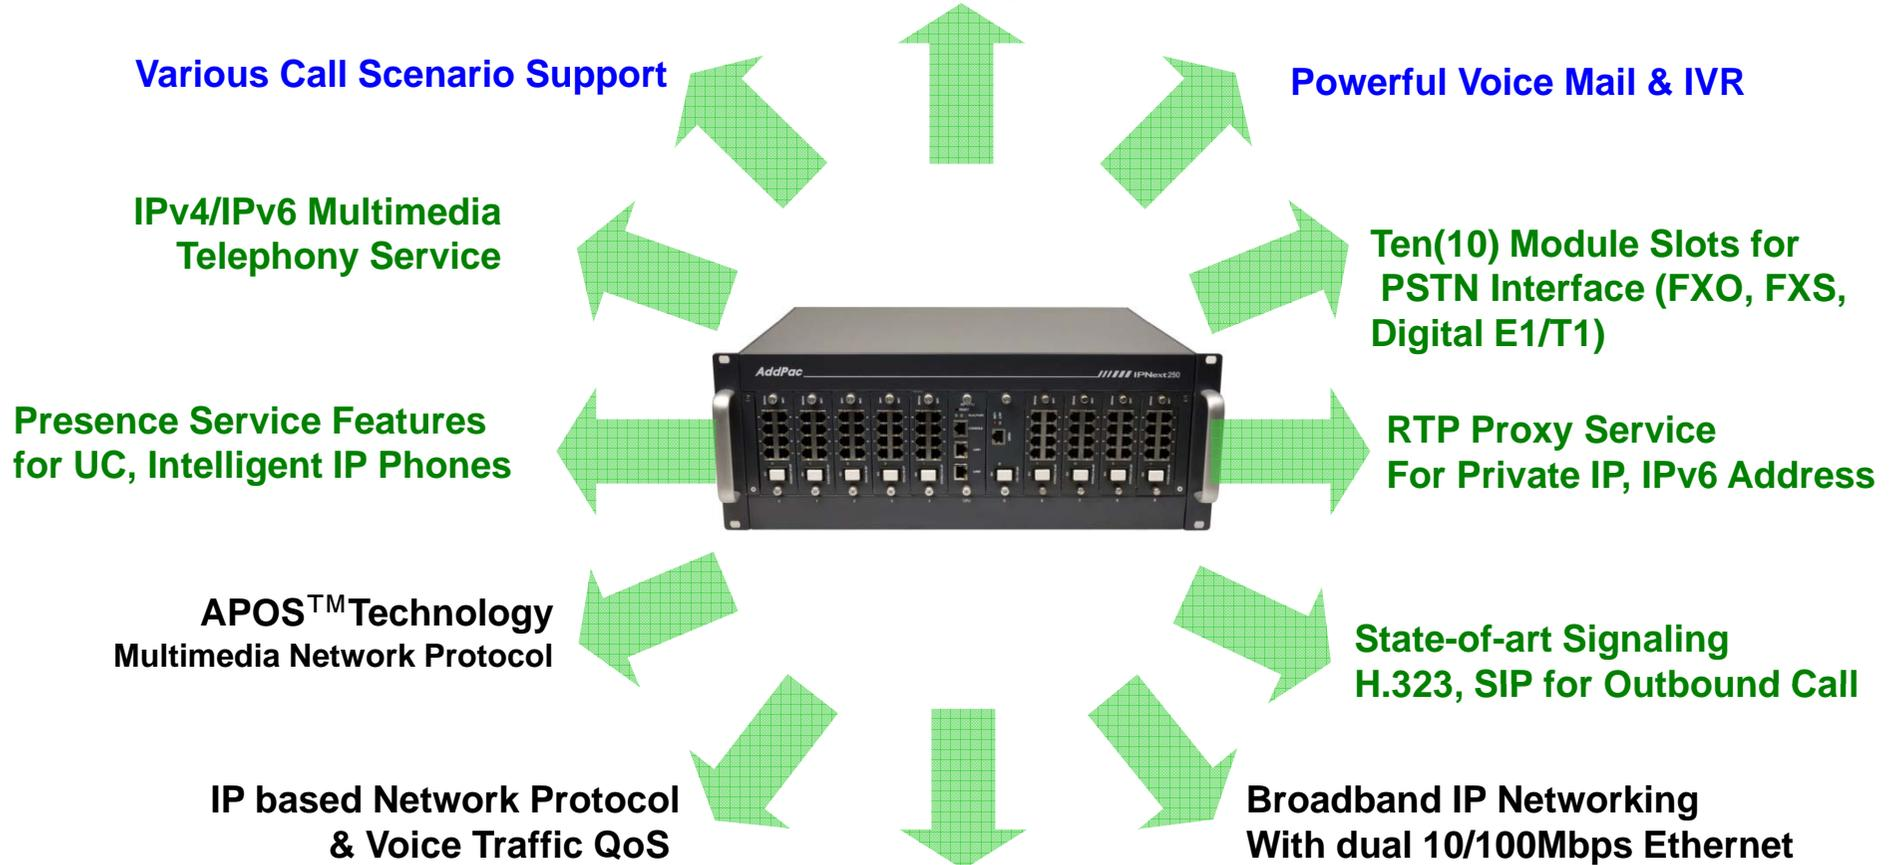 Various Call Scenario Support
Powerful Voice Mail & IVR
IPv4/IPv6 Multimedia
Telephony Service
Ten(10) Module Slots for
PSTN Interface (FXO, FXS,
Digital E1/T1)
AddPac
IPNext250
Presence Service Features
for UC, Intelligent IP Phones
RTP Proxy Service
For Private IP, IPv6 Address
APOS™Technology
Multimedia Network Protocol
State-of-art Signaling
H.323, SIP for Outbound Call
IP based Network Protocol
& Voice Traffic QoS
Broadband IP Networking
With dual 10/100Mbps Ethernet